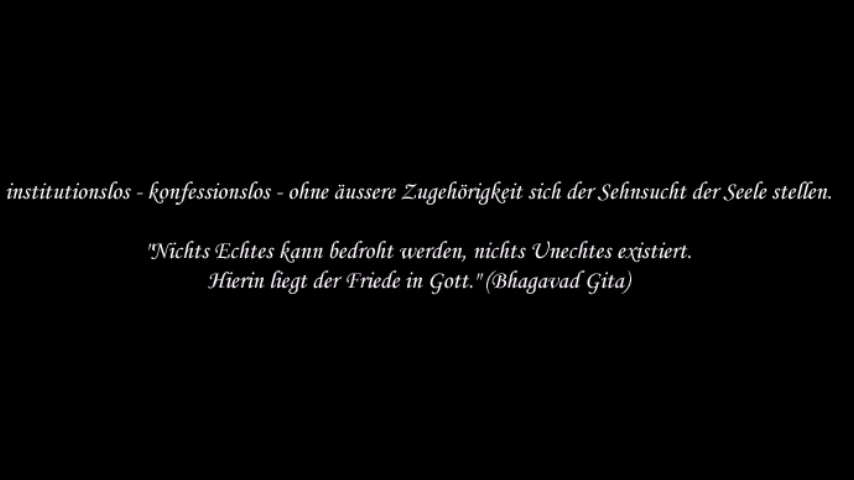 institutionslos - konfessionslos - ohne äussere Zugehörigkeit sich der Sehnsucht der Seele stellen.
"Nichts Echtes kann bedroht werden, nichts Unechtes existiert.
Hierin liegt der Friede in Gott." (Bhagavad Gita)